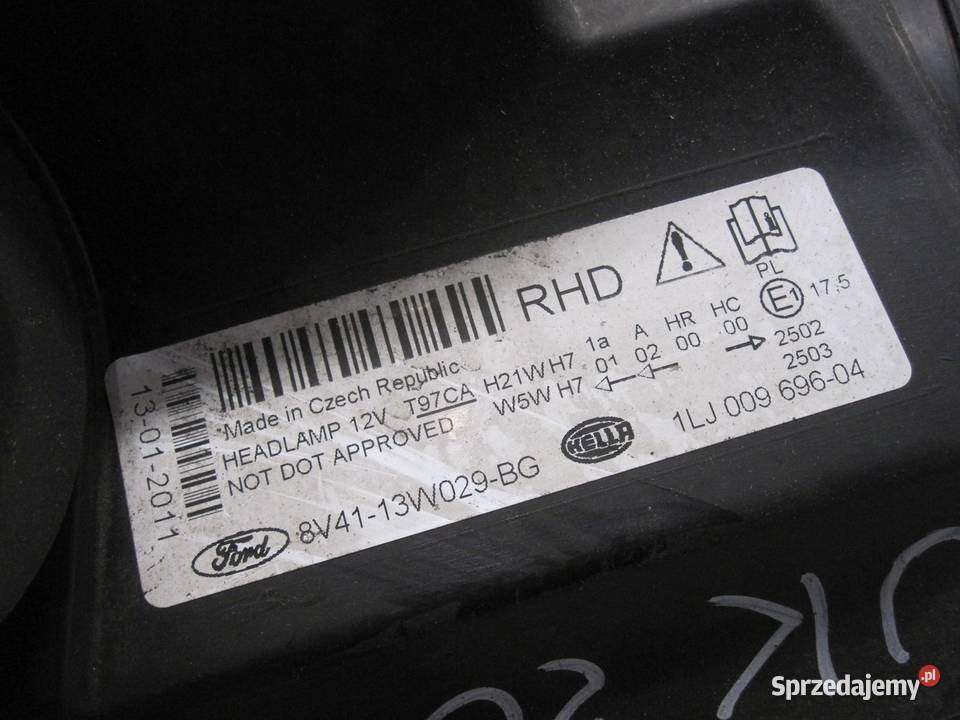 RHD
PL
E1 17.5
13-01-2011
Made in Czech Republic
HEADLAMP 12V T97CA H21W H7 1a A HR HC
W5W H7 01 02 00 00
NOT DOT APPROVED
2502
2503
Ford 8V41-13W029-BG
HELLA 1LJ 009 696-04
UK
Sprzedajemy.pl